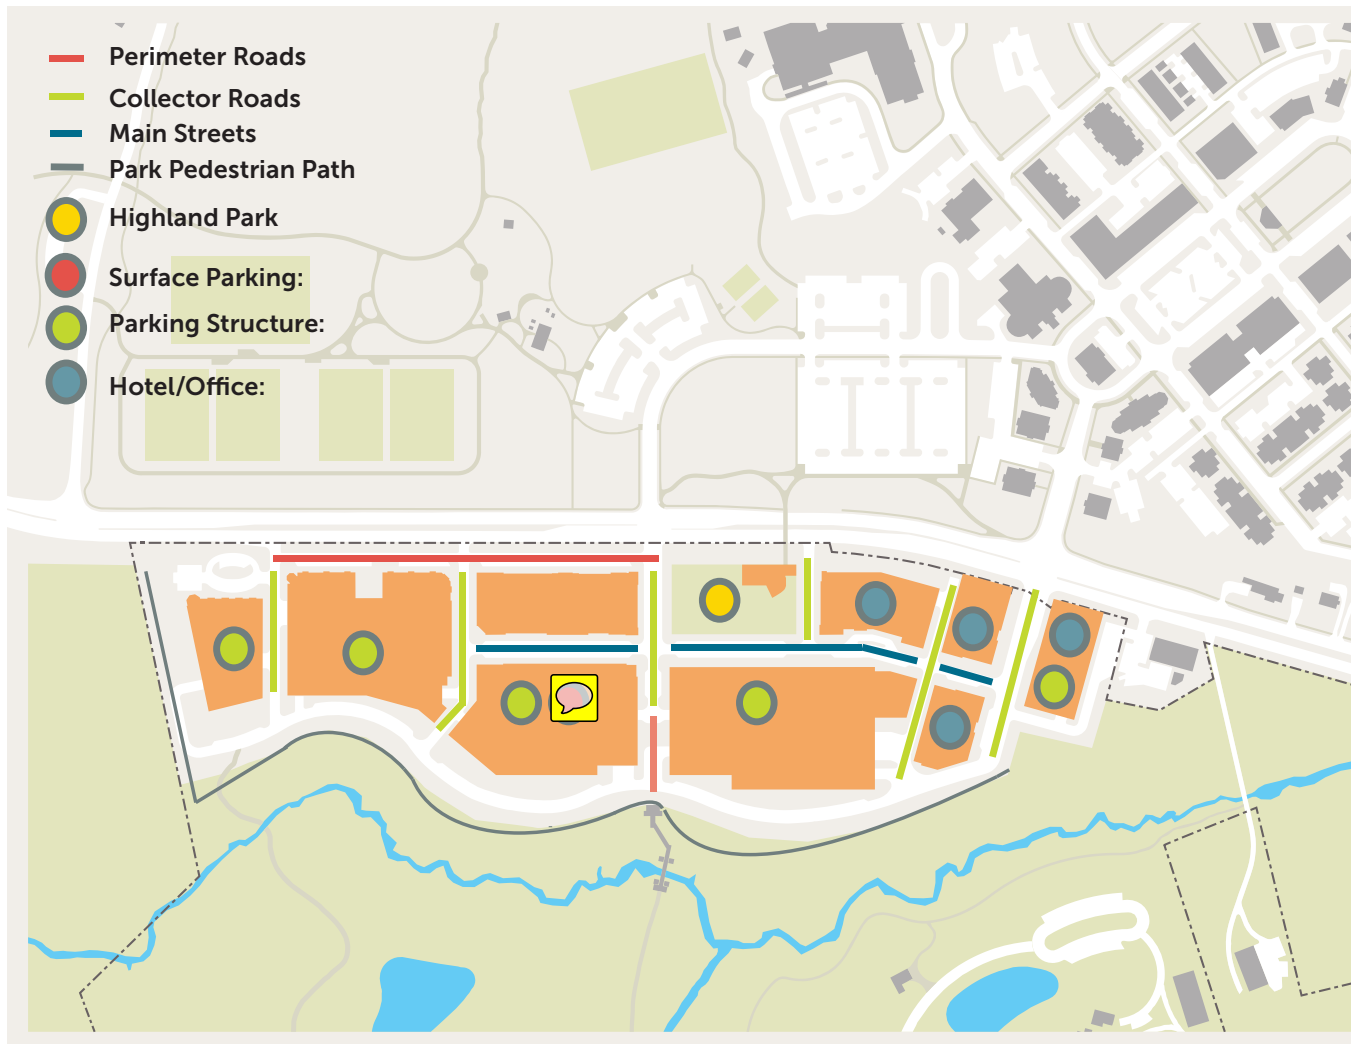 Perimeter Roads
Collector Roads
Main Streets
Park Pedestrian Path
Highland Park
Surface Parking:
Parking Structure:
Hotel/Office: